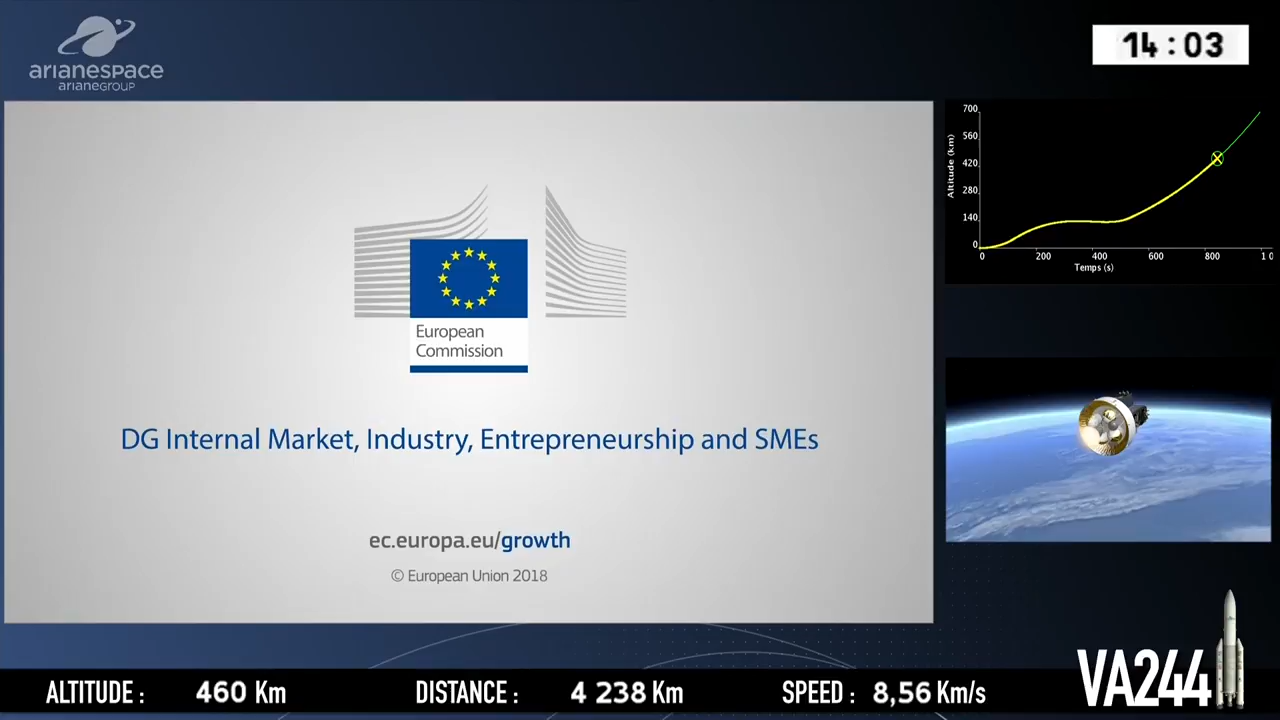 arianespace
arianeGROUP
14 : 03
European
Commission
DG Internal Market, Industry, Entrepreneurship and SMEs
ec.europa.eu/growth
© European Union 2018
Altitude (km)
700
560
420
280
140
0
0 200 400 600 800 1 0
Temps (s)
VA244
ALTITUDE : 460 Km DISTANCE : 4 238 Km SPEED : 8,56 Km/s